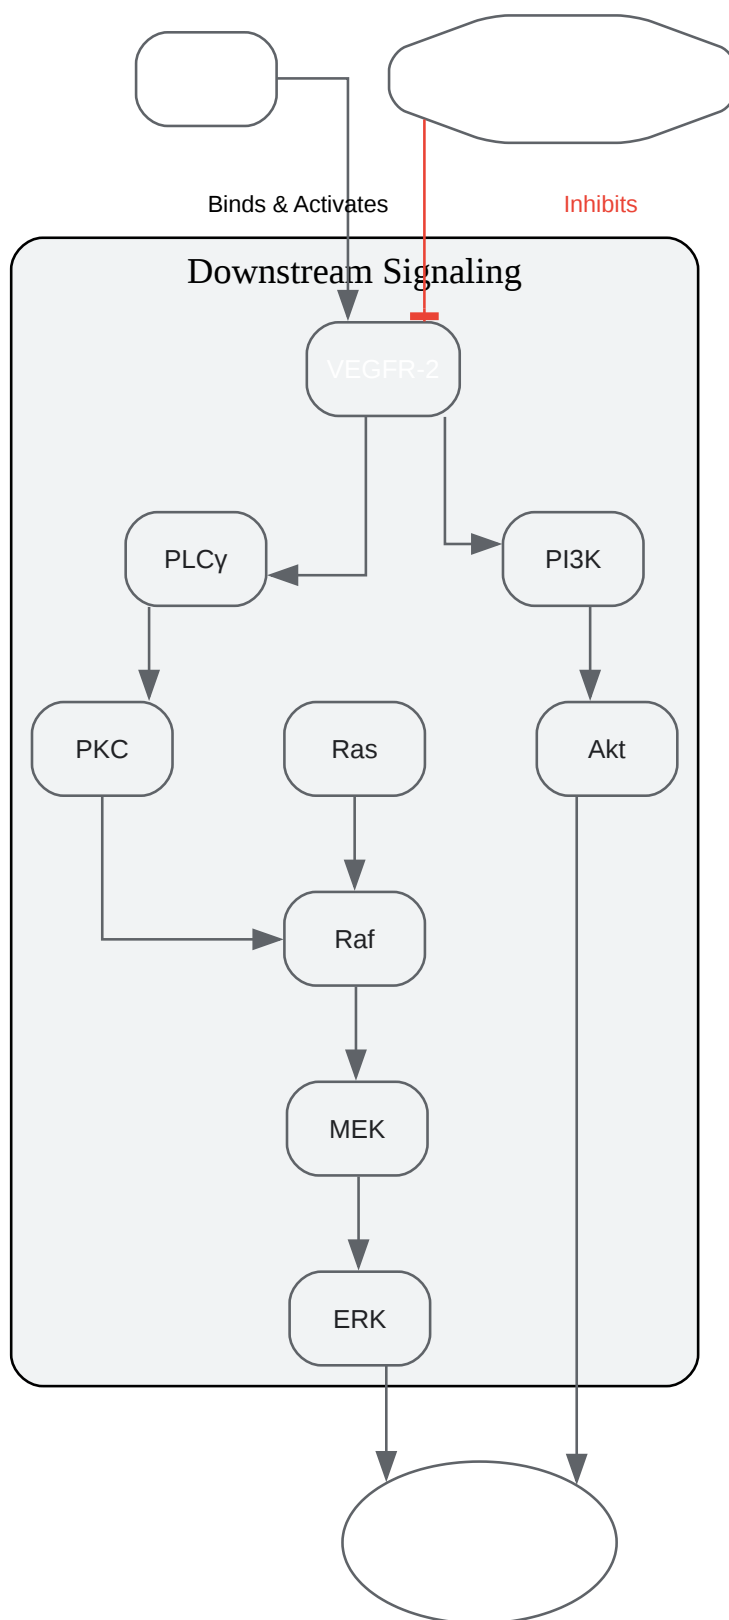 Binds & Activates
Inhibits
Downstream Signaling
VEGFR-2
PLCγ
PI3K
PKC
Ras
Akt
Raf
MEK
ERK